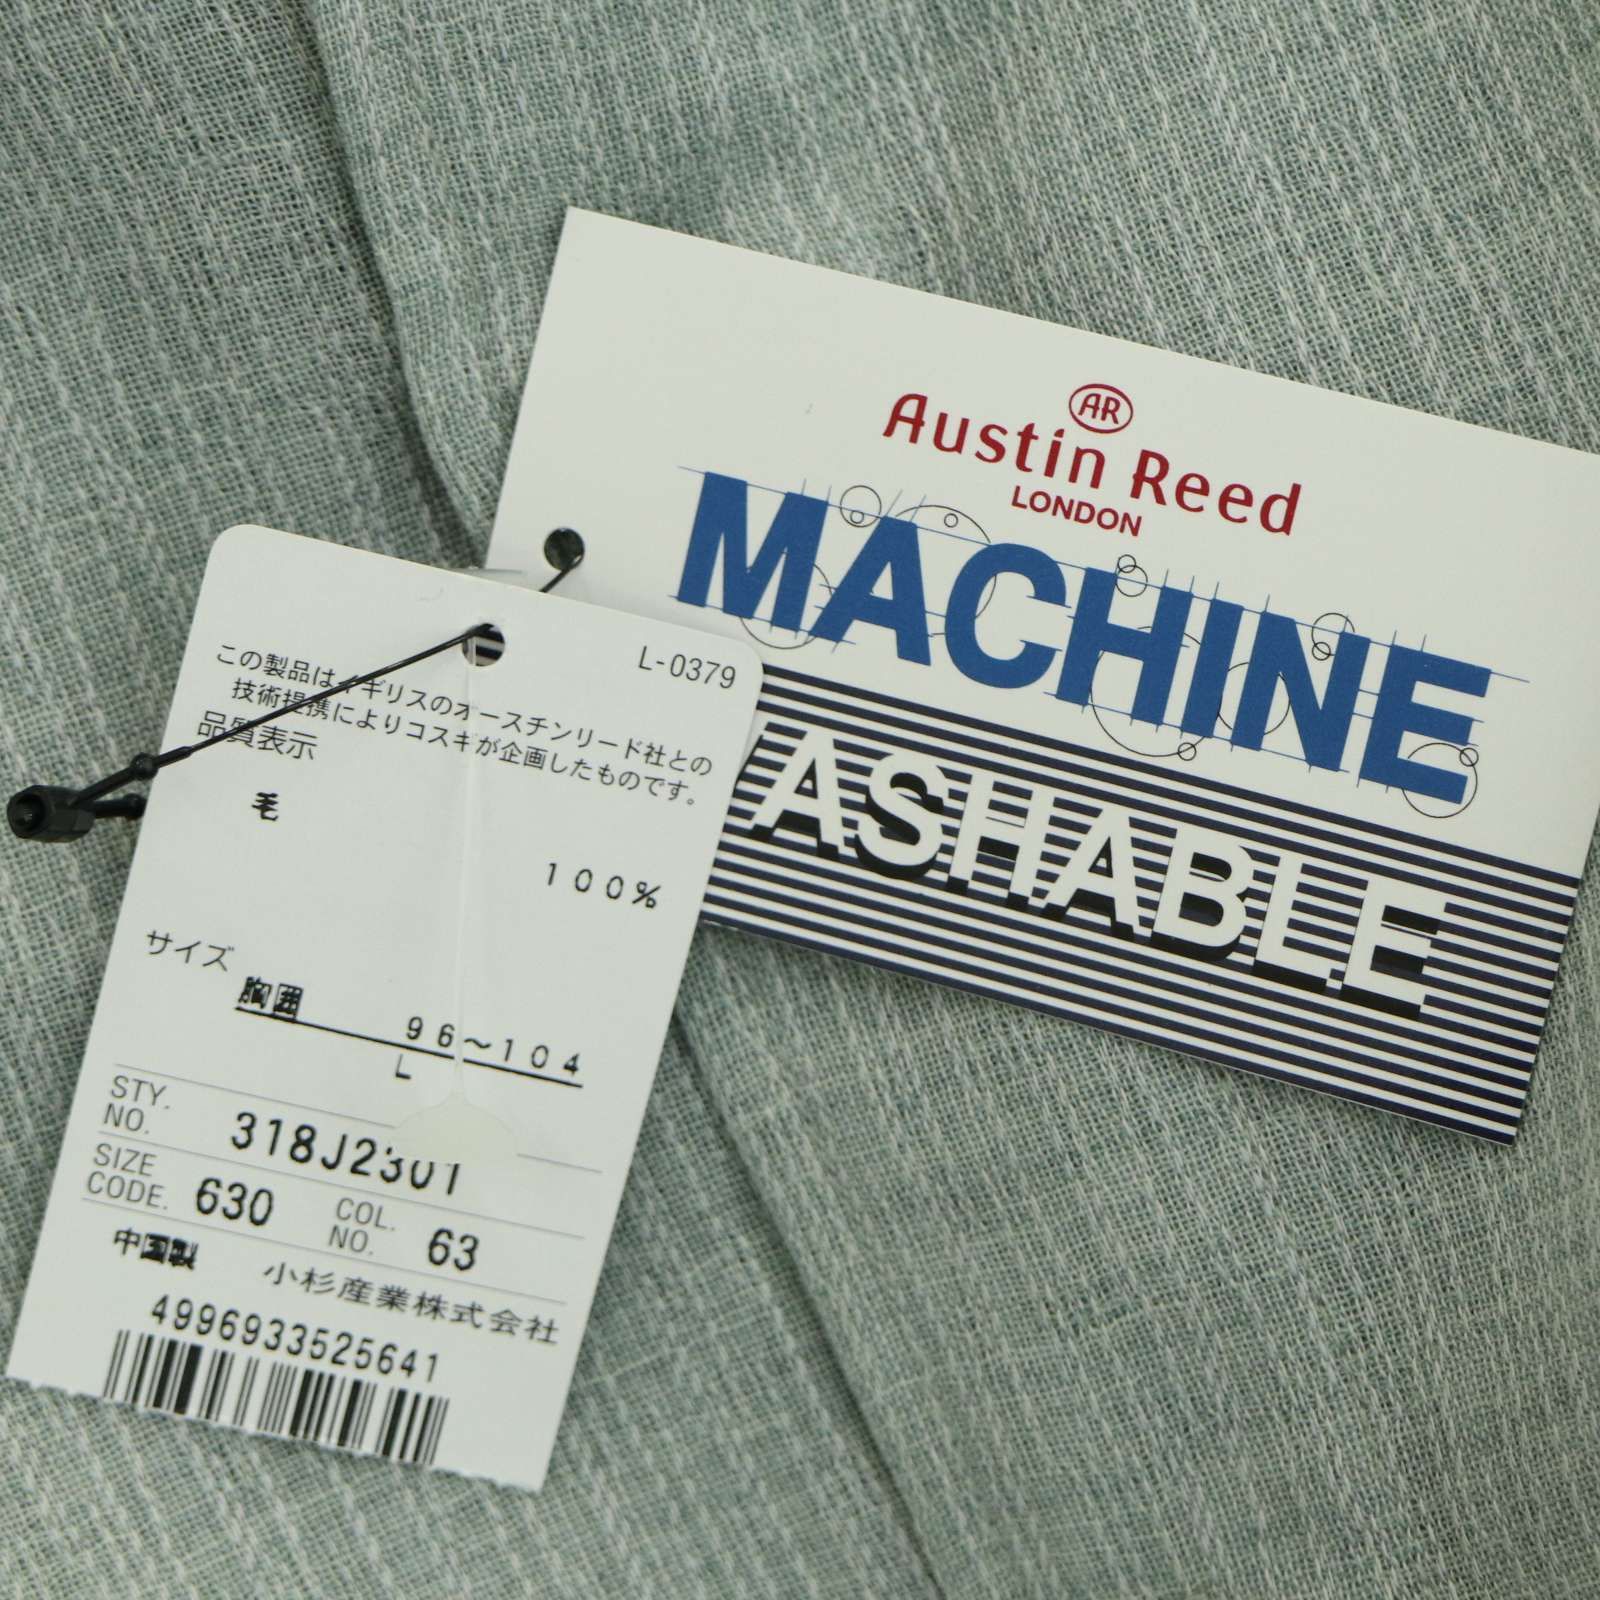 AR
Austin Reed
LONDON
MACHINE
ASHABLE
L-0379
この製品はイギリスのオースチンリード社との
技術提携によりコスギが企画したものです。
品質表示
毛
100%
サイズ
胸囲 96～104
L
STY. NO. 318J2301
SIZE CODE. 630 COL. NO. 63
中国製 小杉産業株式会社
4996933525641